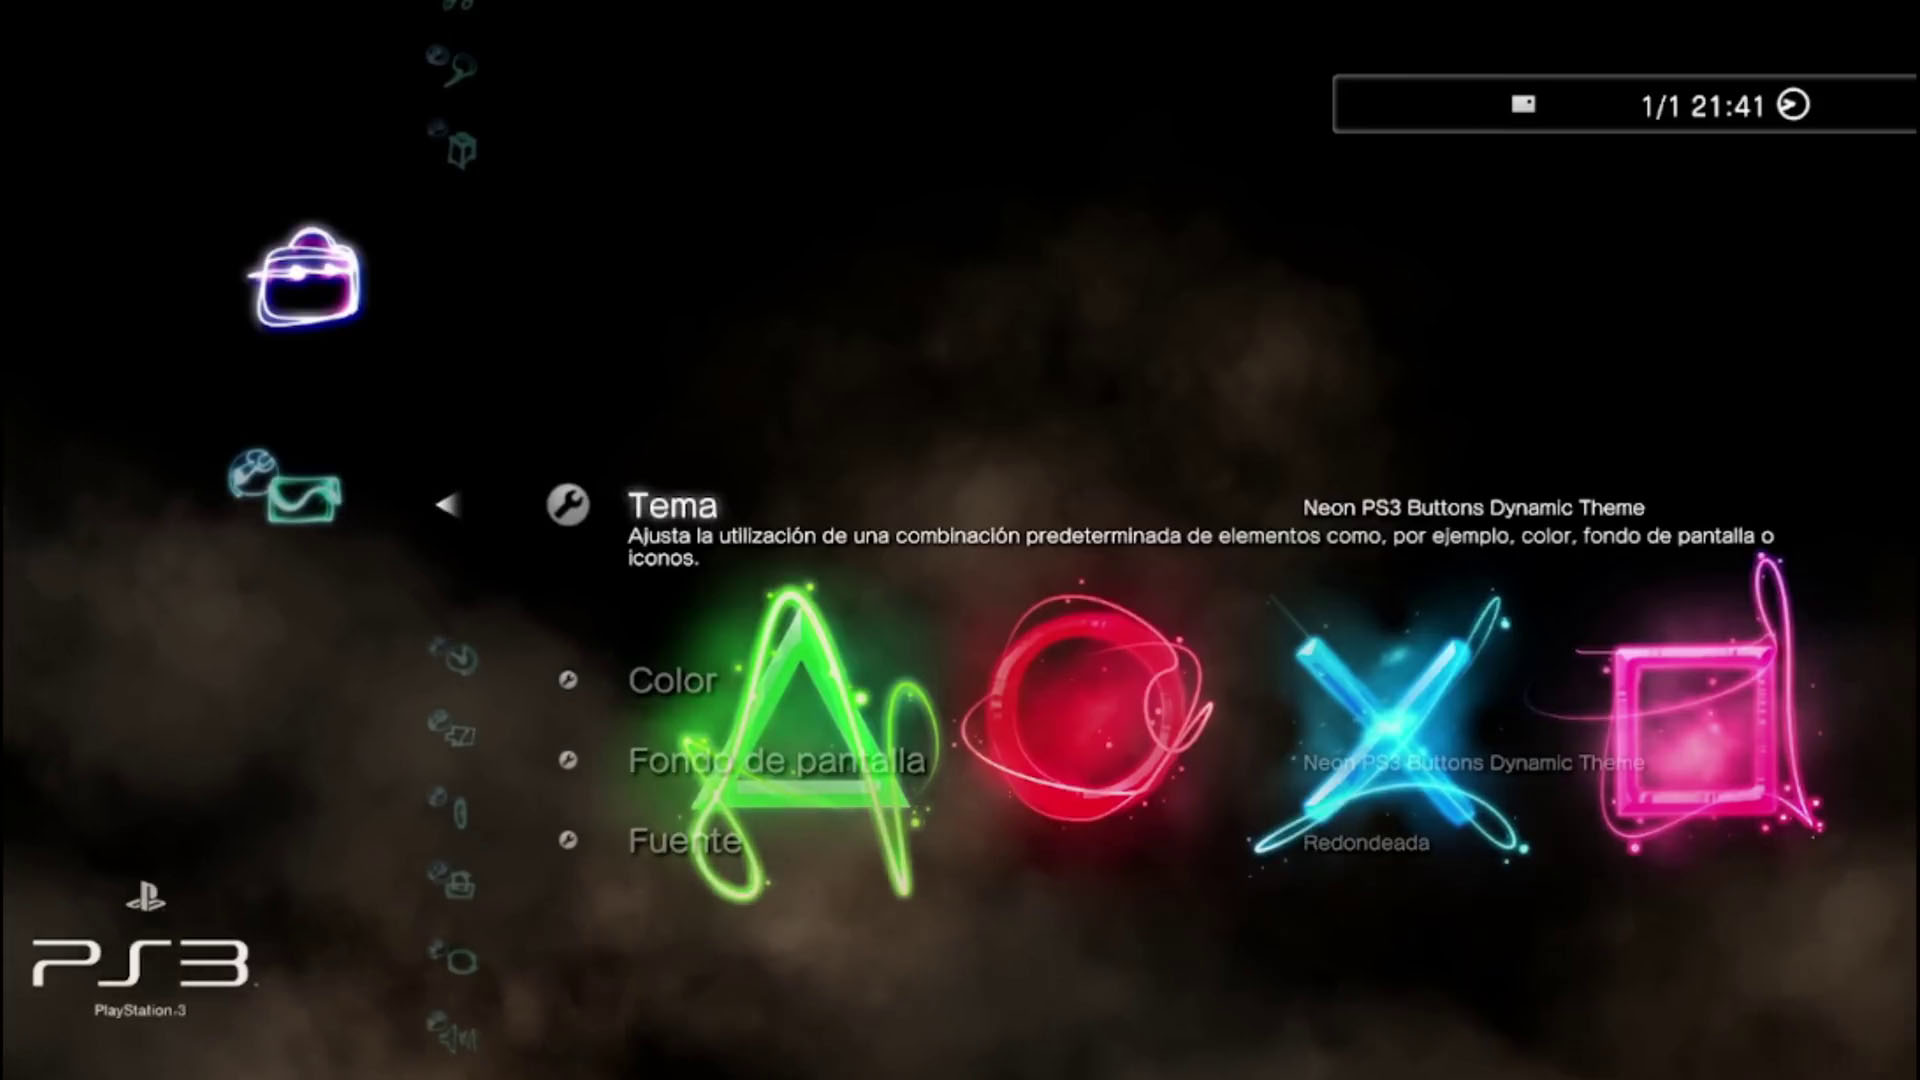 1/1 21:41
Tema
Neon PS3 Buttons Dynamic Theme
Ajusta la utilización de una combinación predeterminada de elementos como, por ejemplo, color, fondo de pantalla o
iconos.
Color
Fondo de pantalla
Neon PS3 Buttons Dynamic Theme
Fuente
Redondeada
PS3
PlayStation 3